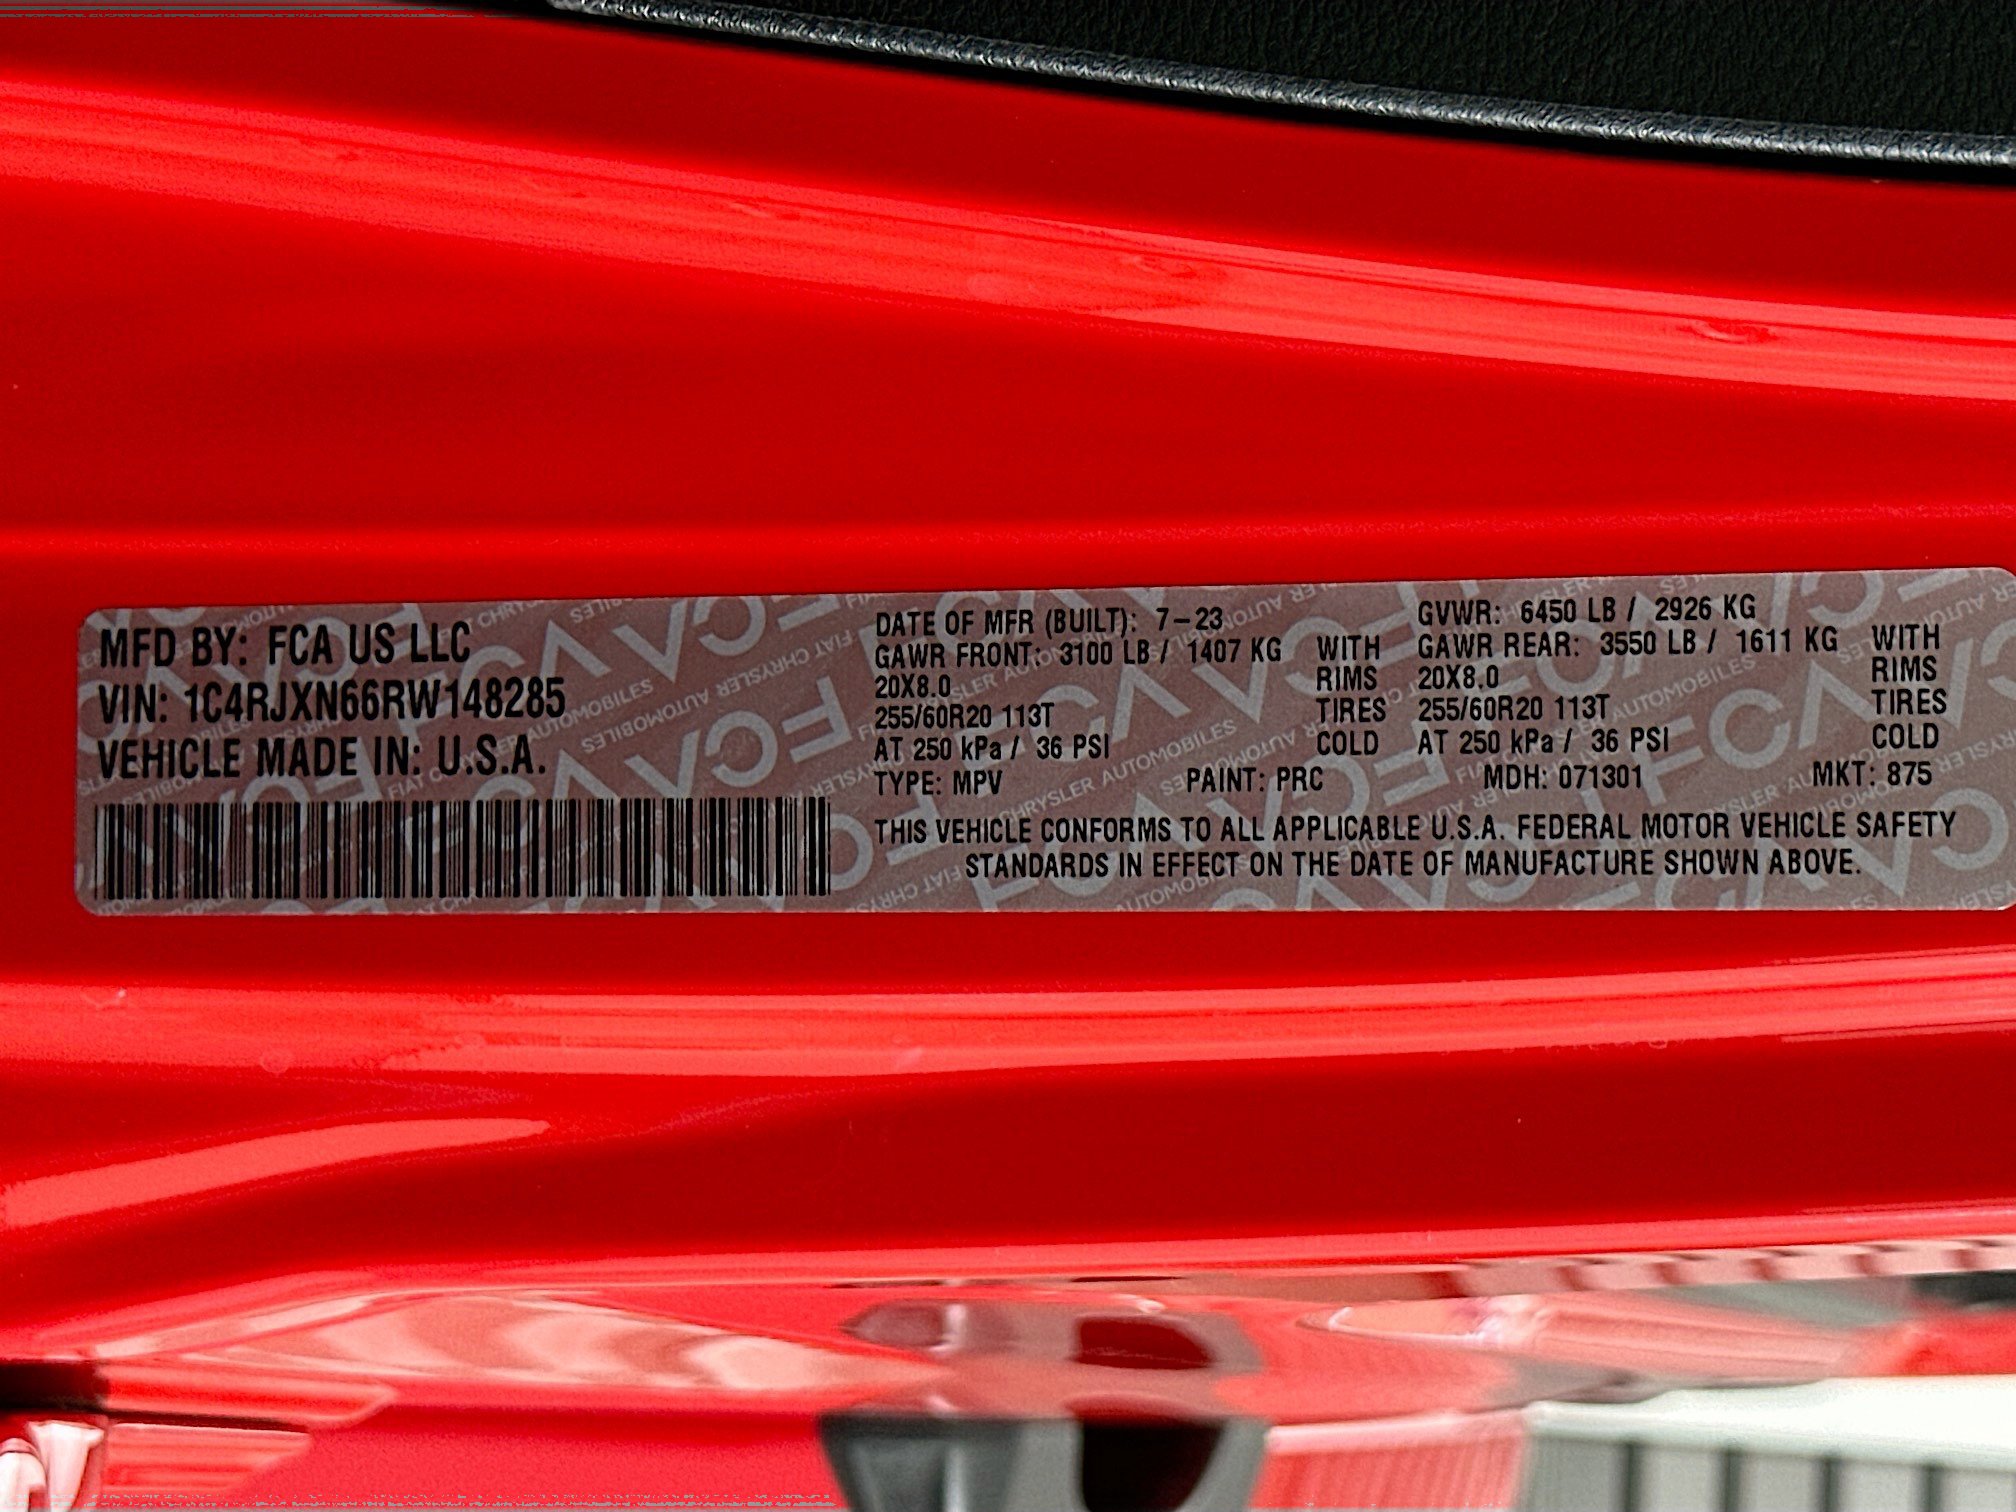 MFD BY: FCA US LLC
VIN: 1C4RJXN66RW148285
VEHICLE MADE IN: U.S.A.
DATE OF MFR (BUILT): 7-23 GVWR: 6450 LB / 2926 KG
GAWR FRONT: 3100 LB / 1407 KG WITH GAWR REAR: 3550 LB / 1611 KG WITH
20X8.0 RIMS 20X8.0 RIMS
255/60R20 113T TIRES 255/60R20 113T TIRES
AT 250 kPa / 36 PSI COLD AT 250 kPa / 36 PSI COLD
TYPE: MPV PAINT: PRC MDH: 071301 MKT: 875
THIS VEHICLE CONFORMS TO ALL APPLICABLE U.S.A. FEDERAL MOTOR VEHICLE SAFETY
STANDARDS IN EFFECT ON THE DATE OF MANUFACTURE SHOWN ABOVE.